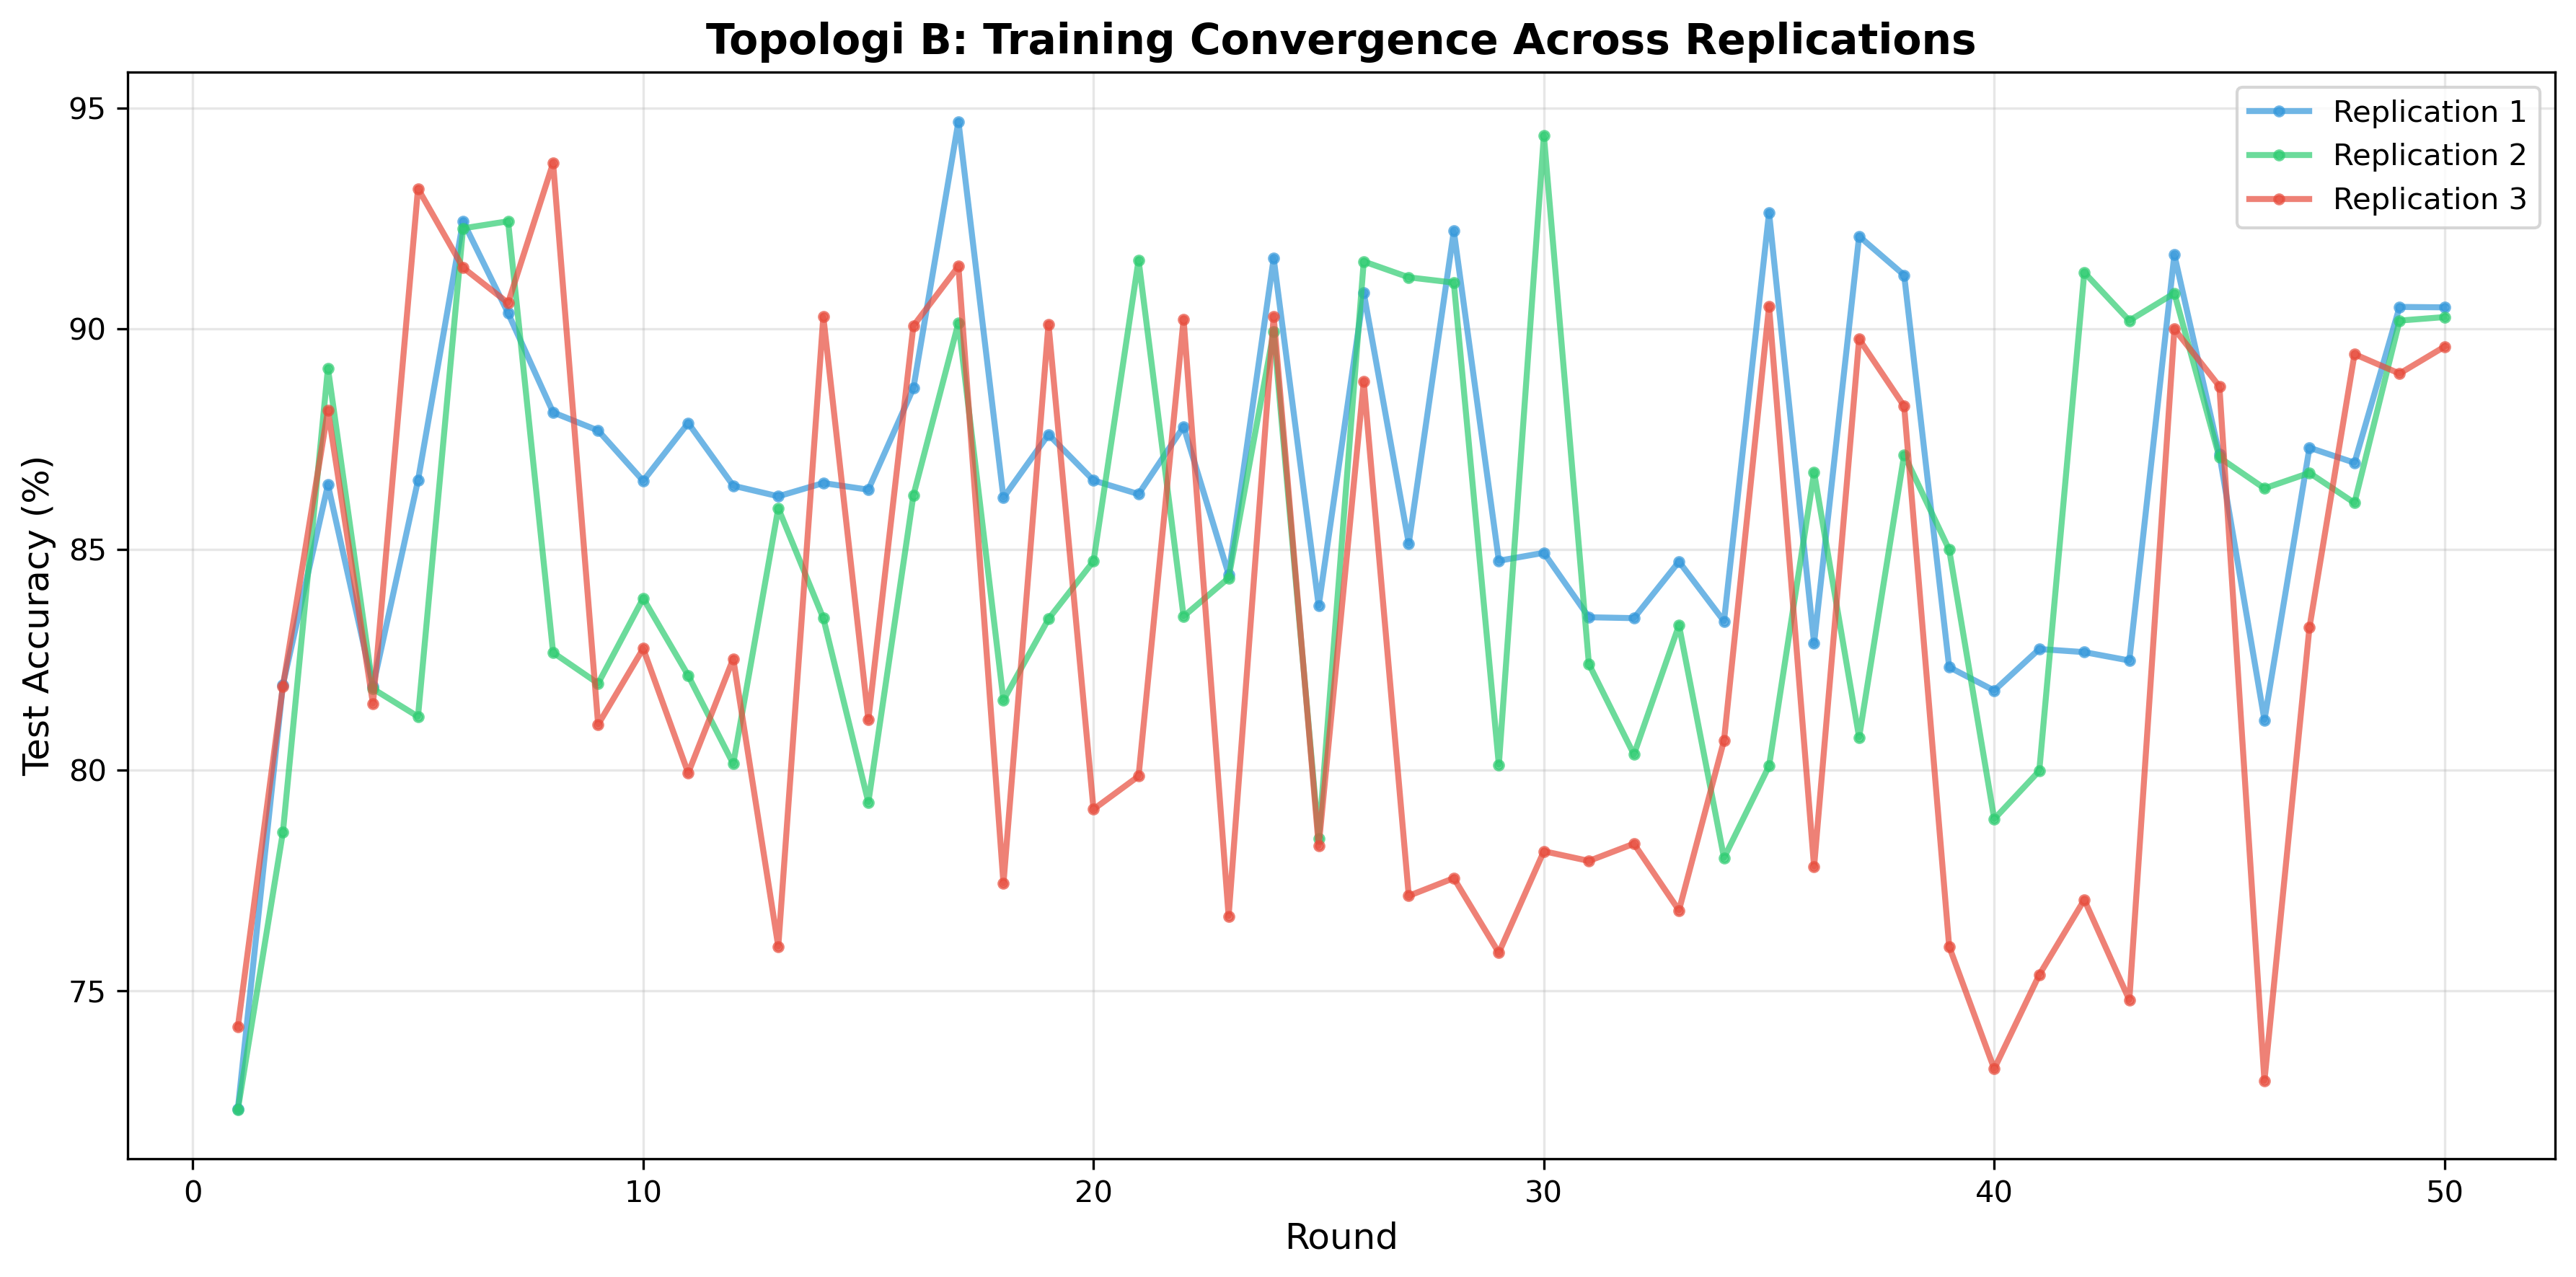 Topologi B: Training Convergence Across Replications
Test Accuracy (%)
95
90
85
80
75
Replication 1
Replication 2
Replication 3
0 10 20 30 40 50
Round